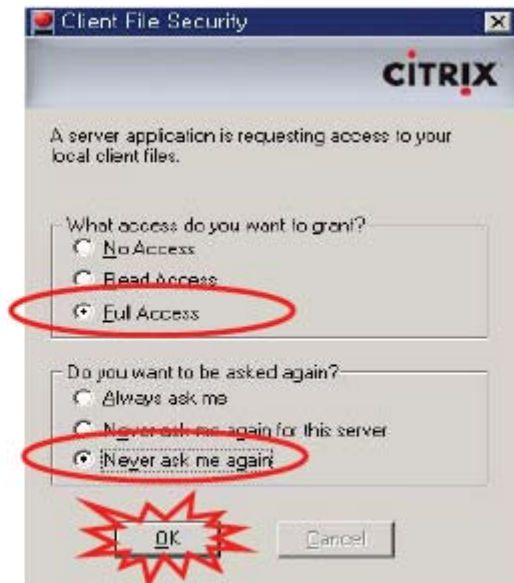 Client File Security
CITRIX
A server application is requesting access to your
local client files.
What access do you want to grant?
No Access
Read Access
Full Access
Do you want to be asked again?
Always ask me
Never ask me again for this server
Never ask me again
OK
Cancel